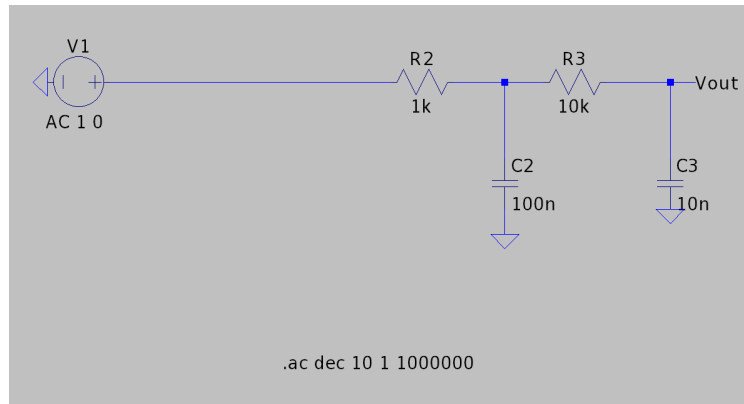 V1
AC 1 0
R2
1k
R3
10k
Vout
C2
100n
C3
10n
.ac dec 10 1 1000000